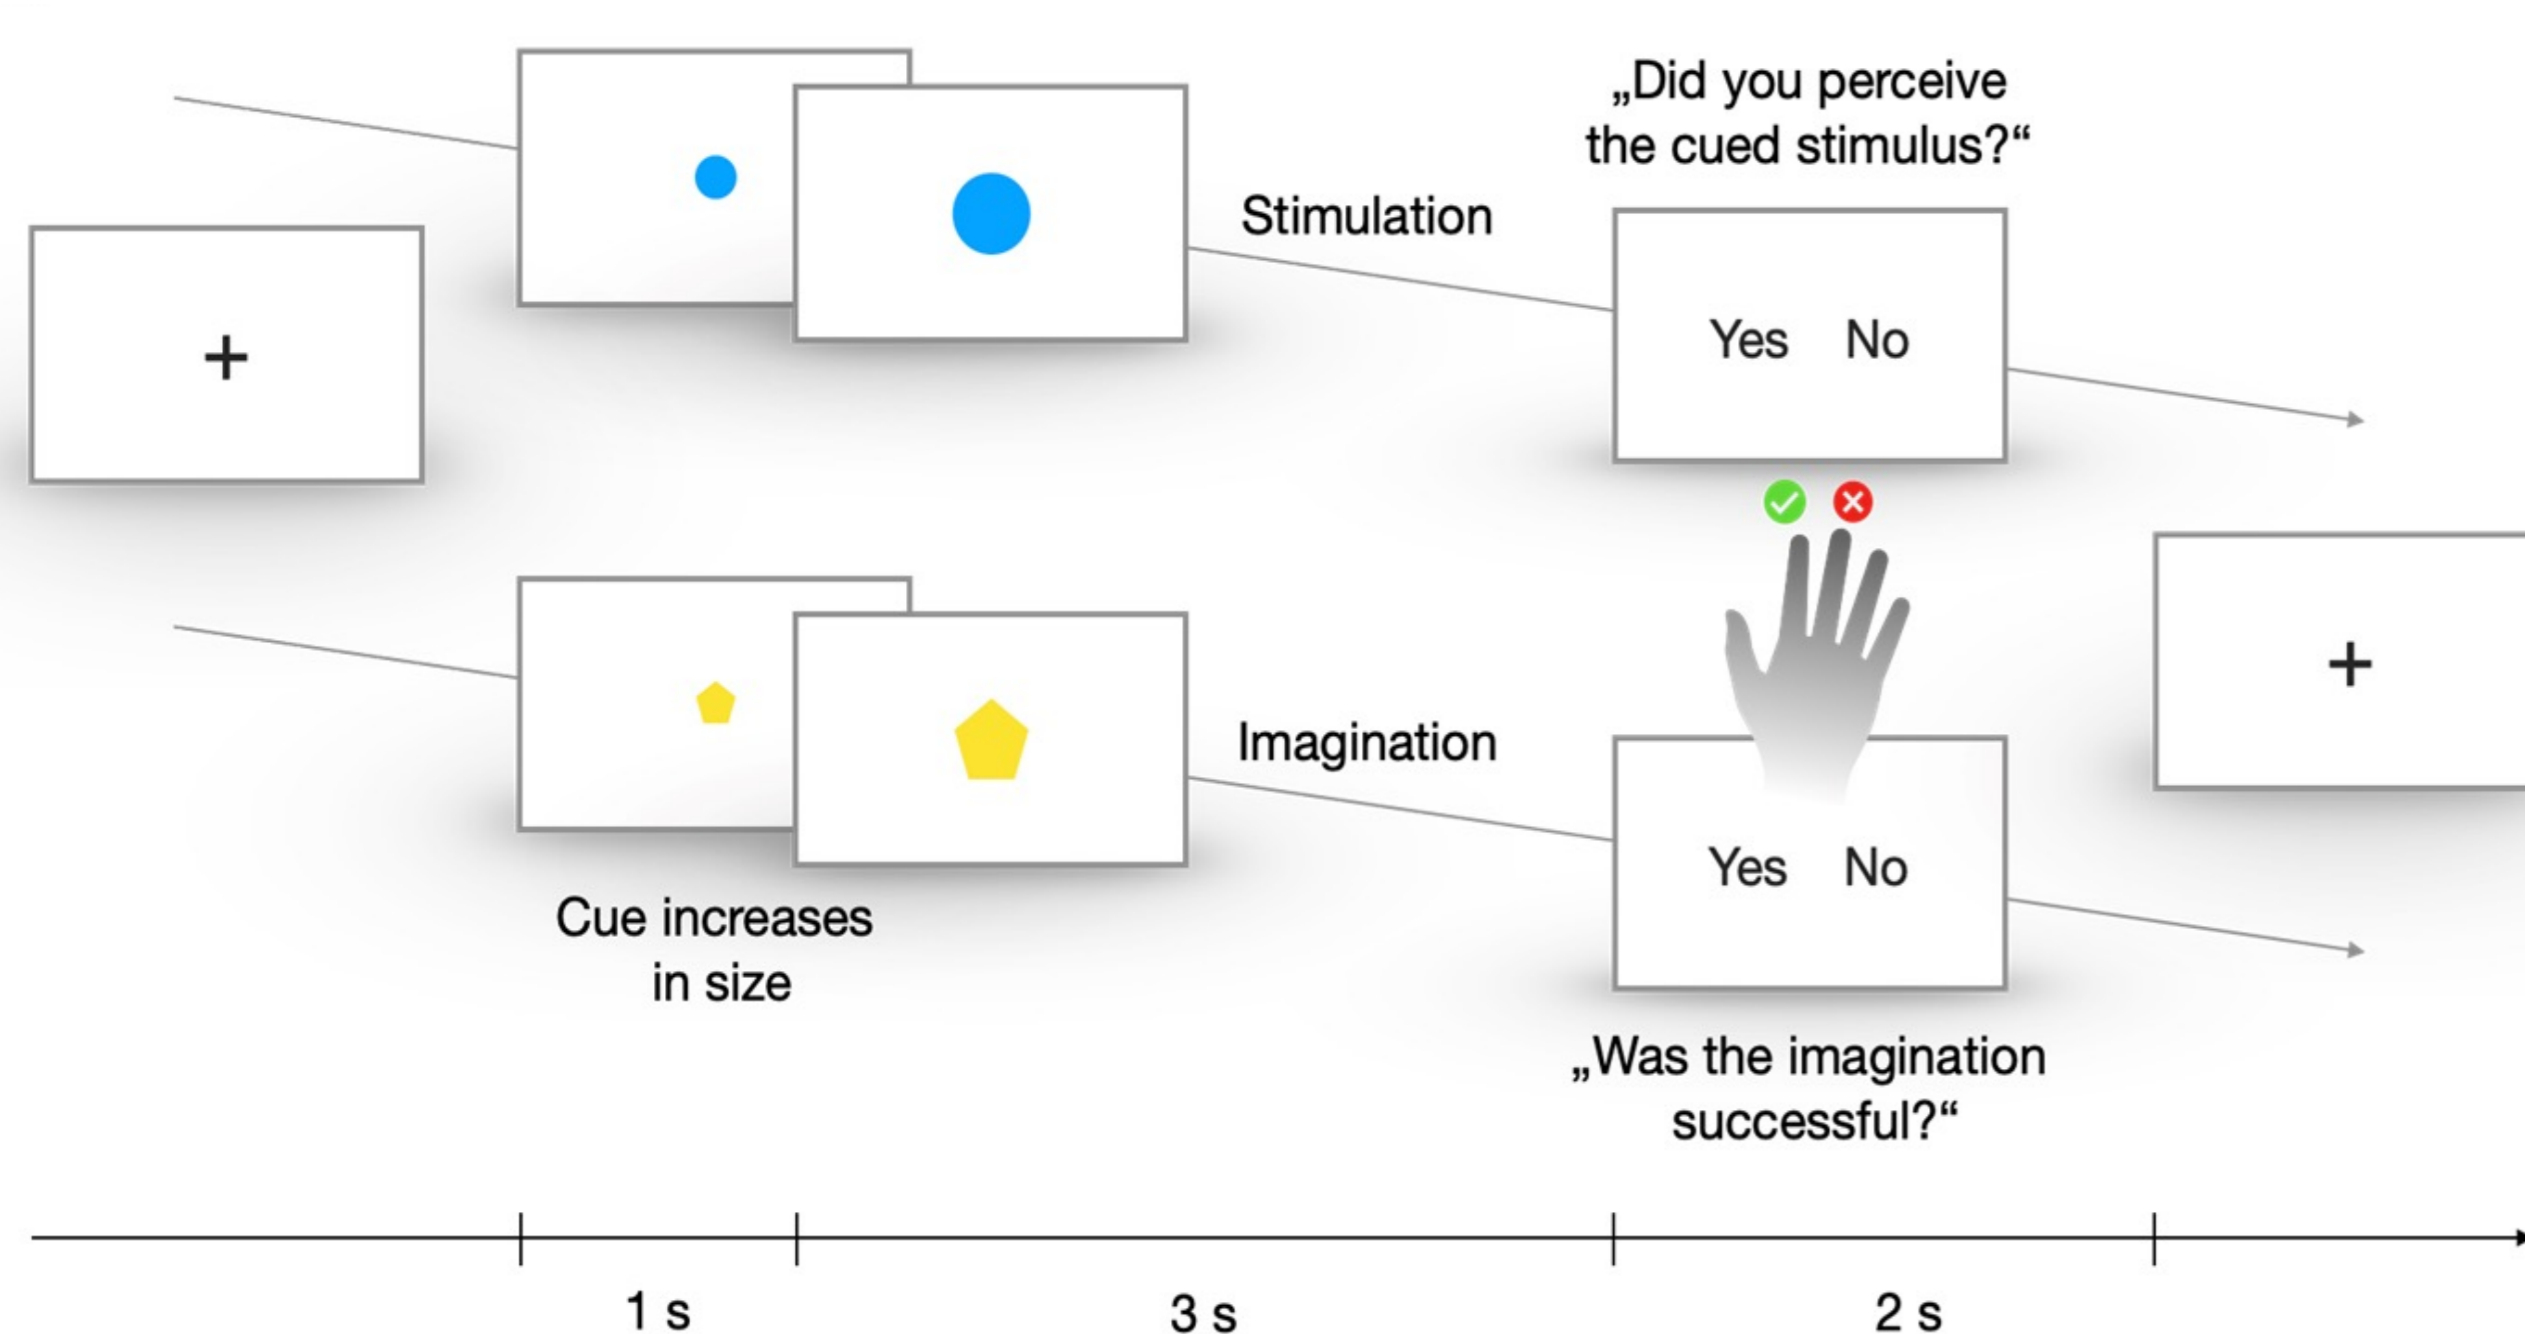 „Did you perceive
the cued stimulus?“
Stimulation
Yes No
Imagination
Yes No
Cue increases
in size
„Was the imagination
successful?“
1 s
3 s
2 s